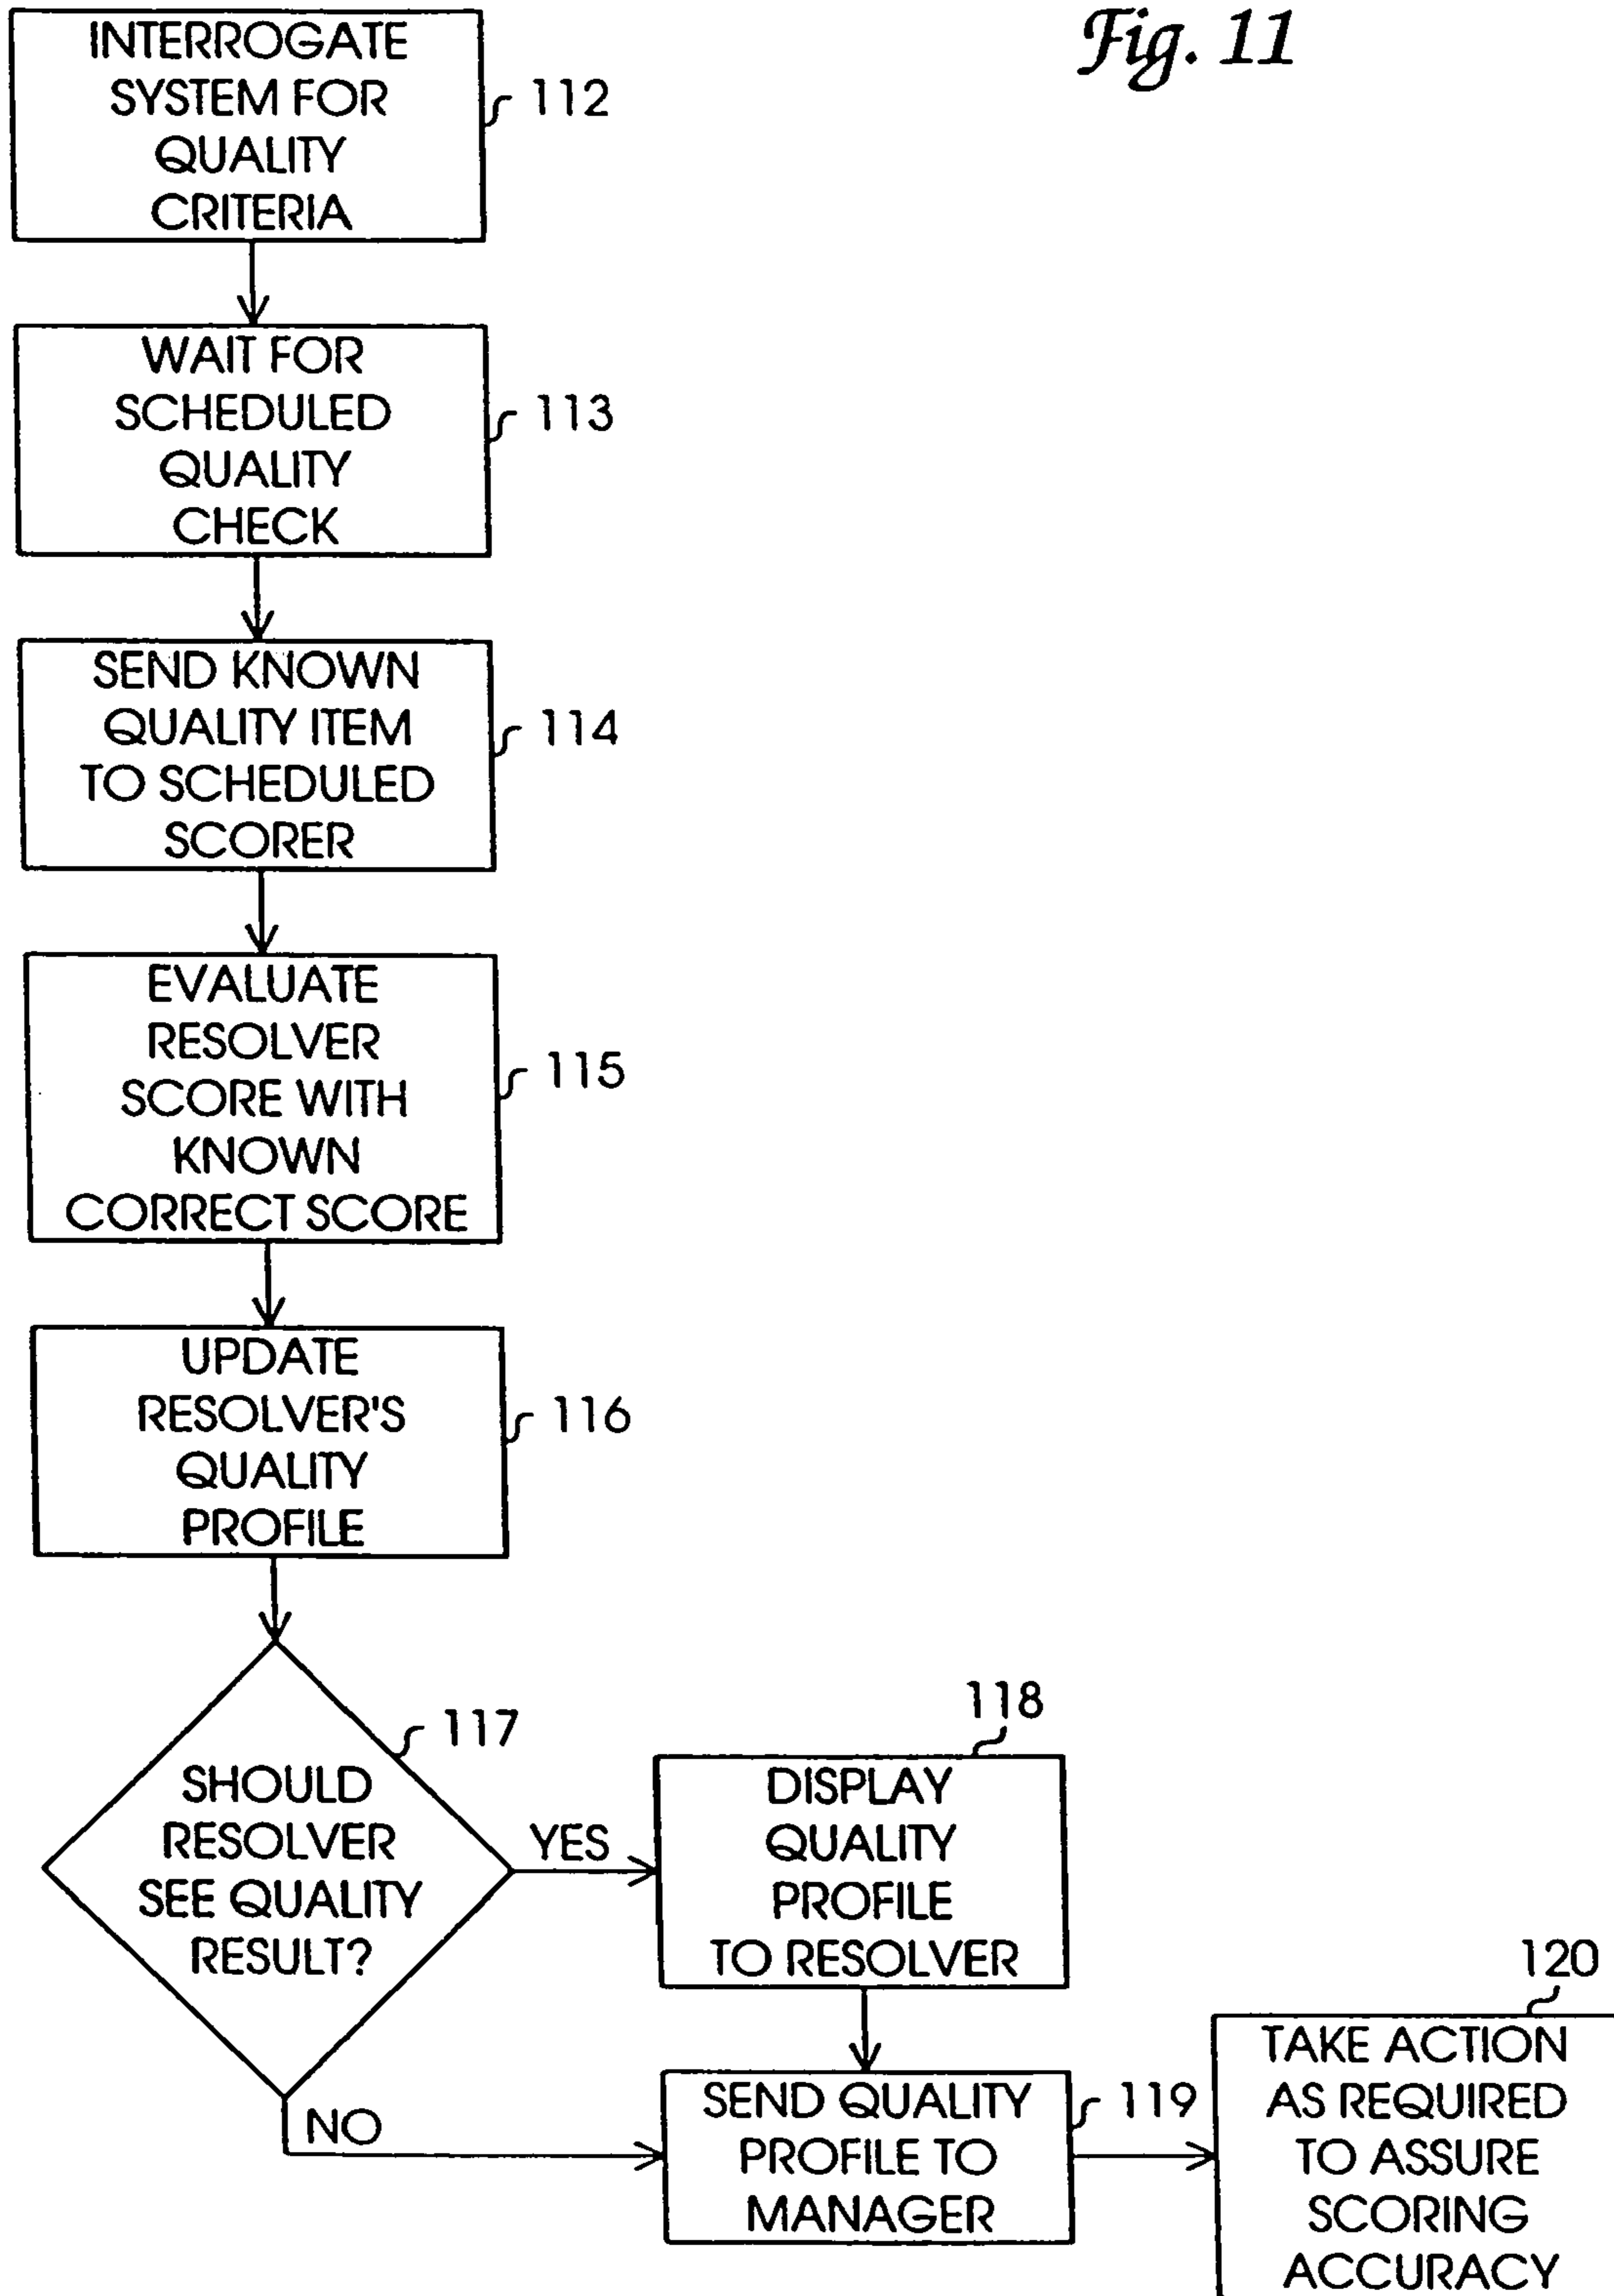 Fig. 11
INTERROGATE
SYSTEM FOR
QUALITY
CRITERIA
112
WAIT FOR
SCHEDULED
QUALITY
CHECK
113
SEND KNOWN
QUALITY ITEM
TO SCHEDULED
SCORER
114
EVALUATE
RESOLVER
SCORE WITH
KNOWN
CORRECT SCORE
115
UPDATE
RESOLVER'S
QUALITY
PROFILE
116
SHOULD
RESOLVER
SEE QUALITY
RESULT?
117
YES
NO
DISPLAY
QUALITY
PROFILE
TO RESOLVER
118
SEND QUALITY
PROFILE TO
MANAGER
119
TAKE ACTION
AS REQUIRED
TO ASSURE
SCORING
ACCURACY
120